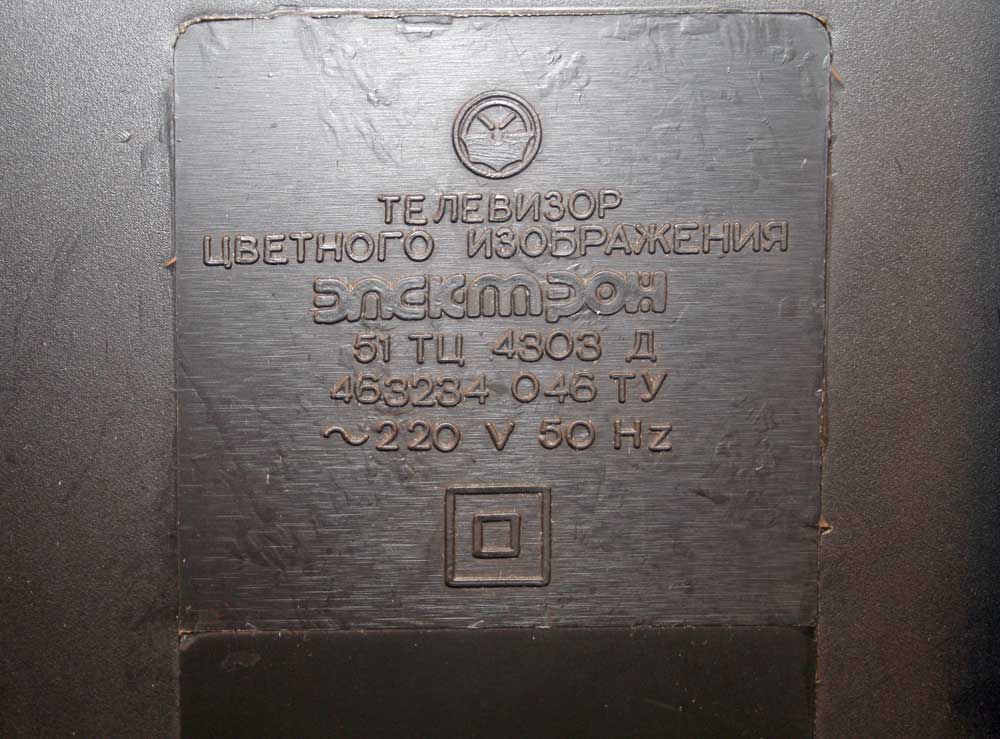 ТЕЛЕВИЗОР
ЦВЕТНОГО ИЗОБРАЖЕНИЯ
электрон
51 ТЦ 4303 Д
463234 046 ТУ
~220 V 50 Hz